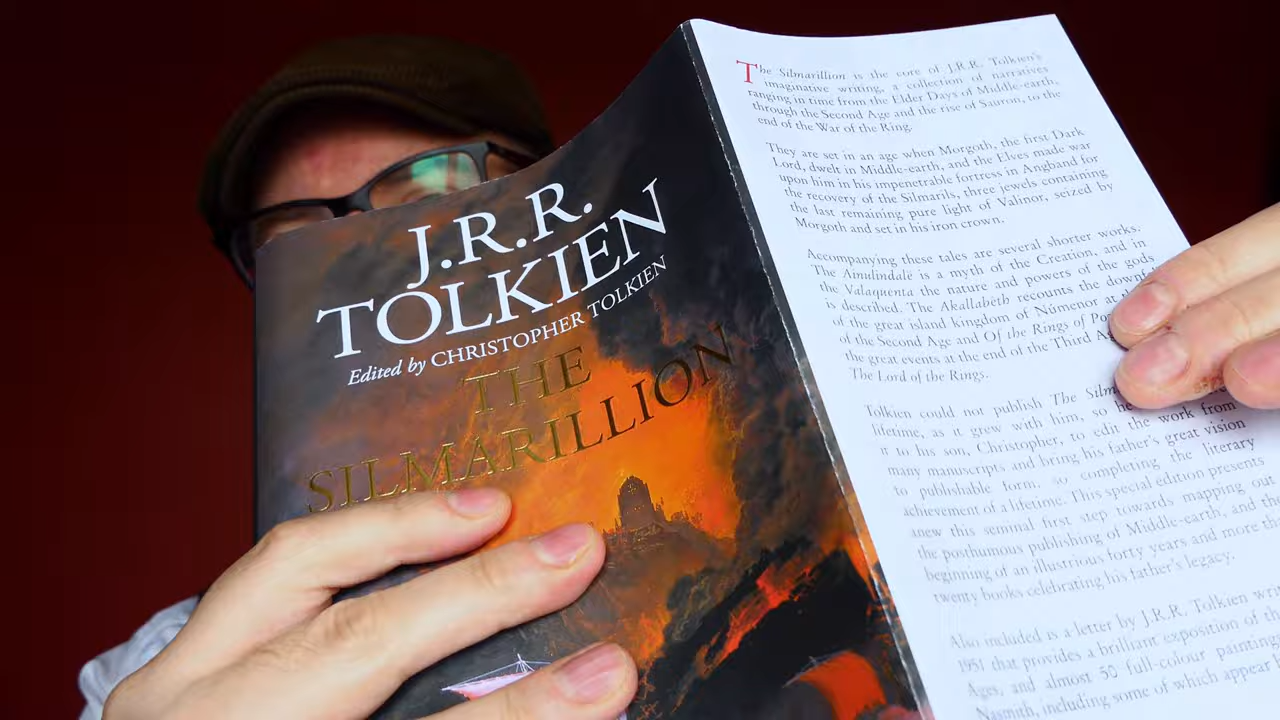 J.R.R.
TOLKIEN
Edited by CHRISTOPHER TOLKIEN
THE
SILMARILLION
The Silmarillion is the core of J.R.R. Tolkien's
imaginative writing, a collection of narratives
ranging in time from the Elder Days of Middle-earth,
through the Second Age and the rise of Sauron, to the
end of the War of the Ring.
They are set in an age when Morgoth, the first Dark
Lord, dwelt in Middle-earth, and the Elves made war
upon him in his impenetrable fortress in Angband for
the recovery of the Silmarils, three jewels containing
the last remaining pure light of Valinor, seized by
Morgoth and set in his iron crown.
Accompanying these tales are several shorter works.
The Ainulindalë is a myth of the Creation, and in
the Valaquenta the nature and powers of the gods
is described. The Akallabêth recounts the down
of the great island kingdom of Númenor at
of the Second Age and Of the Rings of Po
the great events at the end of the Third A
The Lord of the Rings.
Tolkien could not publish The Silm
lifetime, as it grew with him, so he
it to his son, Christopher, to edit the work from
many manuscripts and bring his father's great vision
to publishable form, so completing the literary
achievement of a lifetime. This special edition presents
anew this seminal first step towards mapping out
the posthumous publishing of Middle-earth, and the
beginning of an illustrious forty years and more tha
twenty books celebrating his father's legacy.
Also included is a letter by J.R.R. Tolkien wri
1951 that provides a brilliant exposition of th
Ages, and almost 50 full-colour painting
Nasmith, including some of which appear